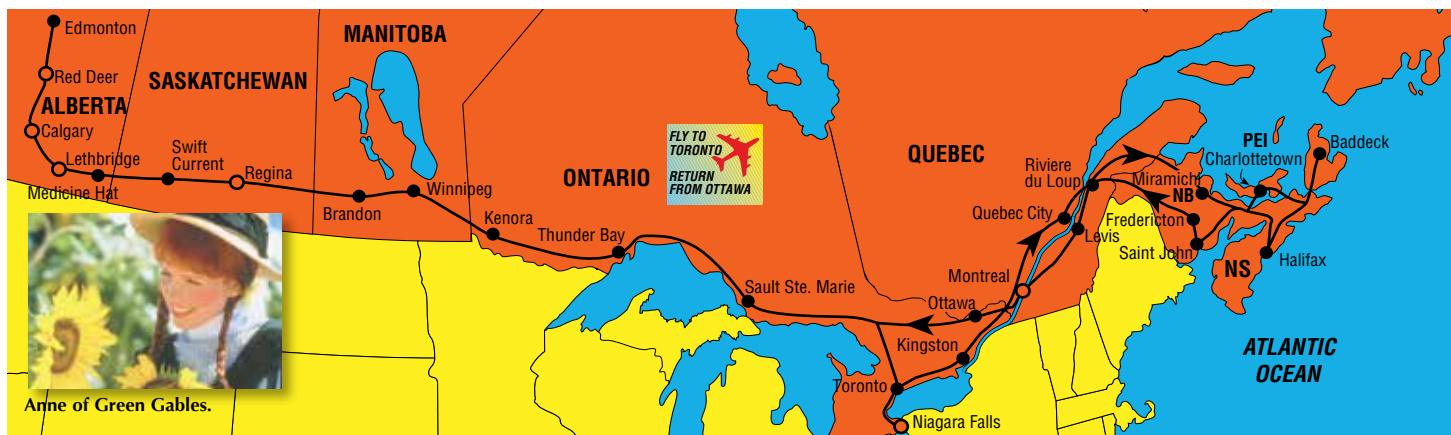 Edmonton
Red Deer
ALBERTA
Calgary
Lethbridge
Medicine Hat
SASKATCHEWAN
Swift
Current
Regina
MANITOBA
Brandon
Winnipeg
Kenora
Thunder Bay
ONTARIO
FLY TO
TORONTO
RETURN
FROM OTTAWA
Sault Ste. Marie
Ottawa
Kingston
Toronto
Niagara Falls
QUEBEC
Montreal
Quebec City
Levis
Riviere
du Loup
Miramichi
NB
Fredericton
Saint John
PEI
Charlottetown
Baddeck
Halifax
NS
ATLANTIC
OCEAN
Anne of Green Gables.